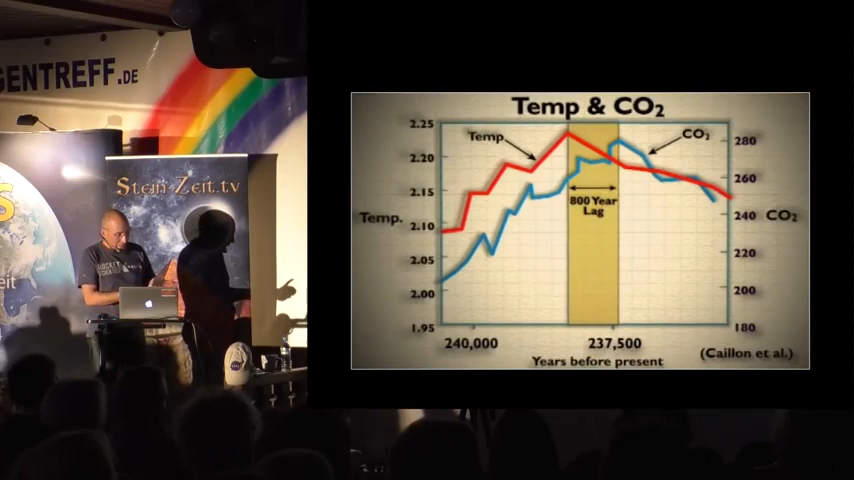 GENTREFF.DE
Stein-Zeit.tv
S
eit
Temp & CO2
2.25
2.20
2.15
2.10
2.05
2.00
1.95
Temp.
Temp
CO2
800 Year
Lag
280
260
240
220
200
180
CO2
240,000
237,500
Years before present
(Caillon et al.)